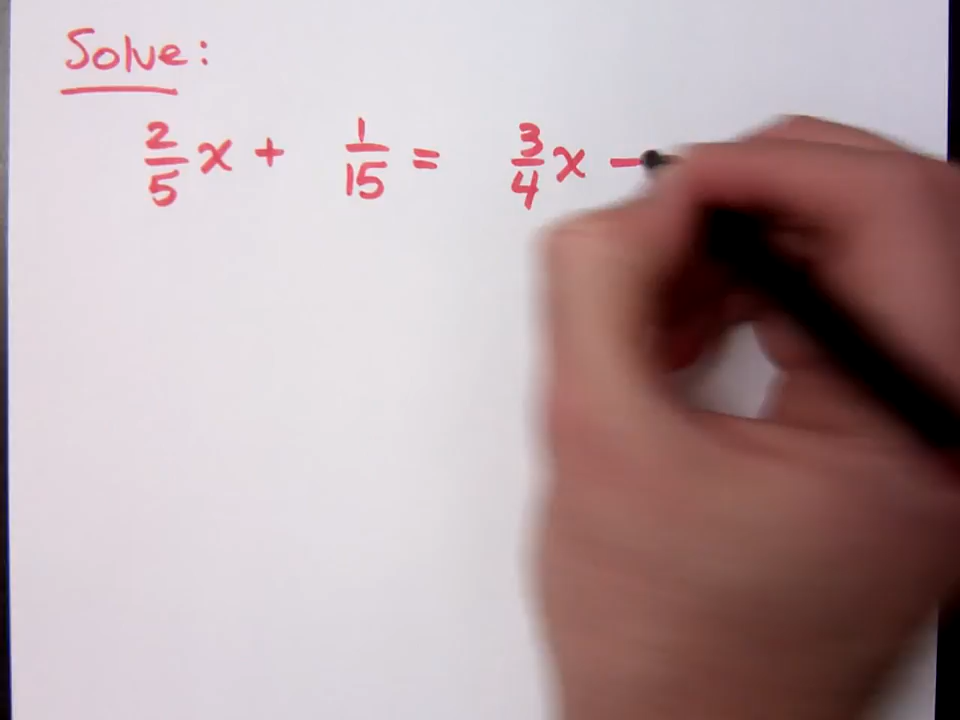 Solve:
2/5 x + 1/15 = 3/4 x −